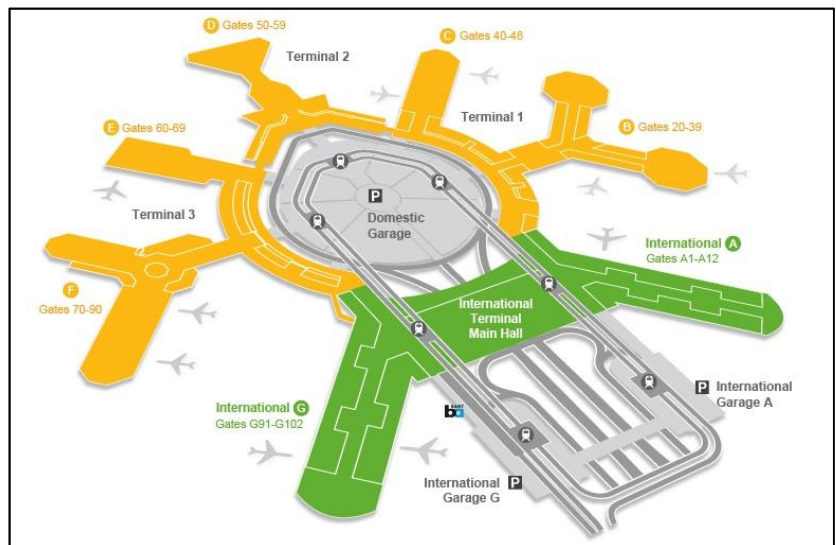 D Gates 50-59
Terminal 2
C Gates 40-48
Terminal 1
E Gates 60-69
B Gates 20-39
P
Domestic
Garage
Terminal 3
International A
Gates A1-A12
F
Gates 70-90
International
Terminal
Main Hall
International G
Gates G91-G102
BART
ba
P International
Garage A
International P
Garage G